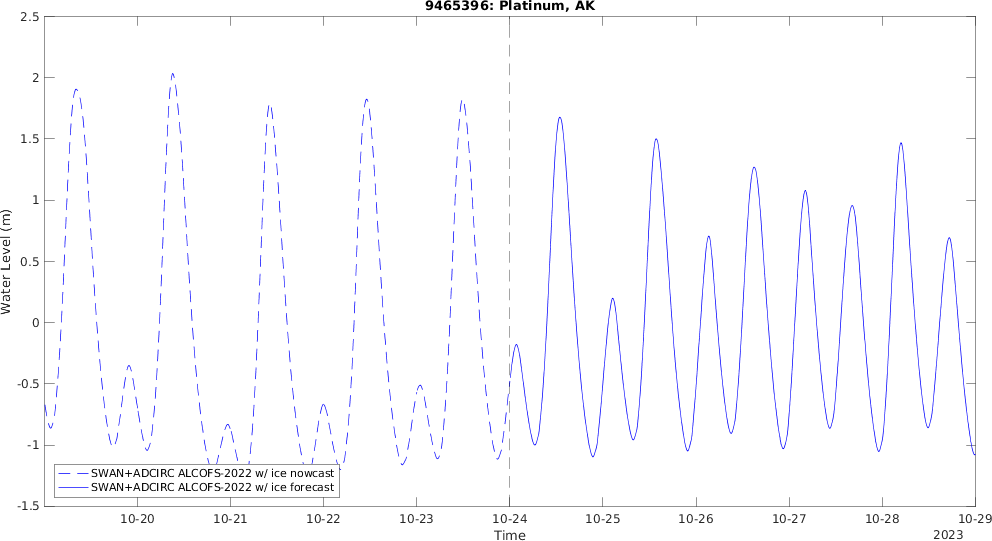 9465396: Platinum, AK
2.5
2
1.5
1
0.5
0
-0.5
-1
-1.5
Water Level (m)
SWAN+ADCIRC ALCOFS-2022 w/ ice nowcast
SWAN+ADCIRC ALCOFS-2022 w/ ice forecast
10-20 10-21 10-22 10-23 10-24 10-25 10-26 10-27 10-28 10-29
Time
2023